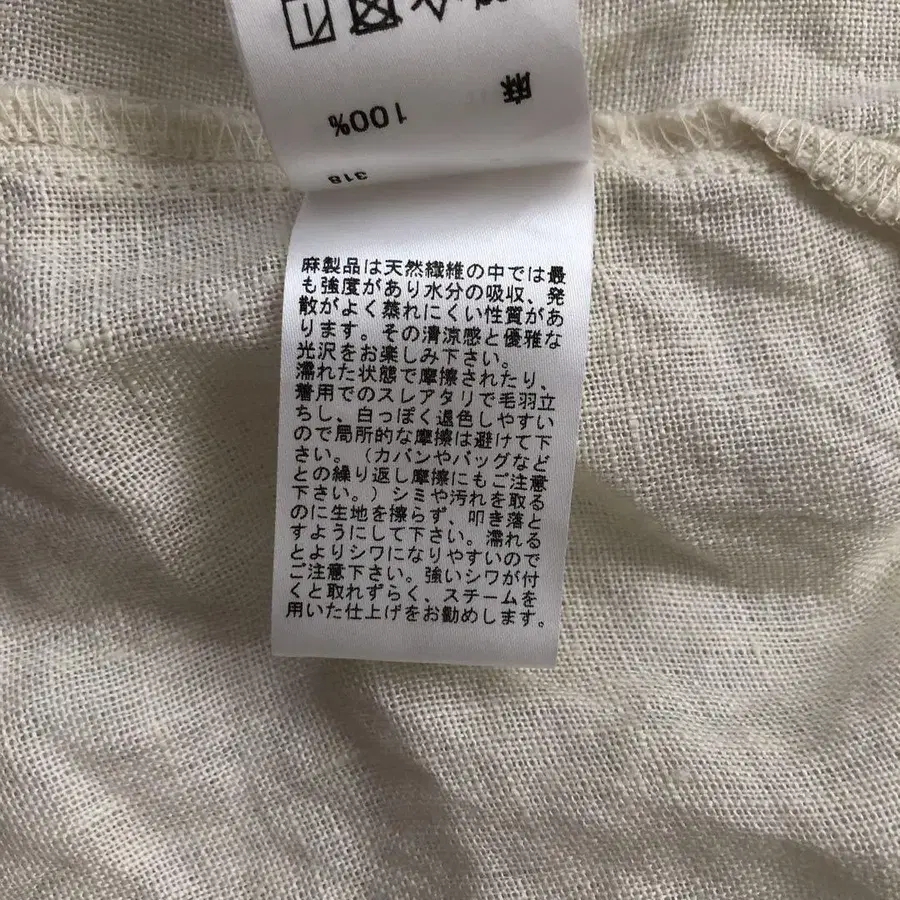 麻
100%
318
麻製品は天然繊維の中では最
も強度があり水分の吸収、発
散がよく蒸れにくい性質があ
ります。その清涼感と優雅な
光沢をお楽しみ下さい。
濡れた状態で摩擦されたり、
着用でのスレアタリで毛羽立
ちし、白っぽく退色しやすい
ので局所的な摩擦は避けて下
さい。（カバンやバッグなど
との繰り返し摩擦にもご注意
下さい。）シミや汚れを取る
のに生地を擦らず、叩き落と
すようにして下さい。濡れる
とよりシワになりやすいので
ご注意下さい。強いシワが付
くと取れずらく、スチームを
用いた仕上げをお勧めします。